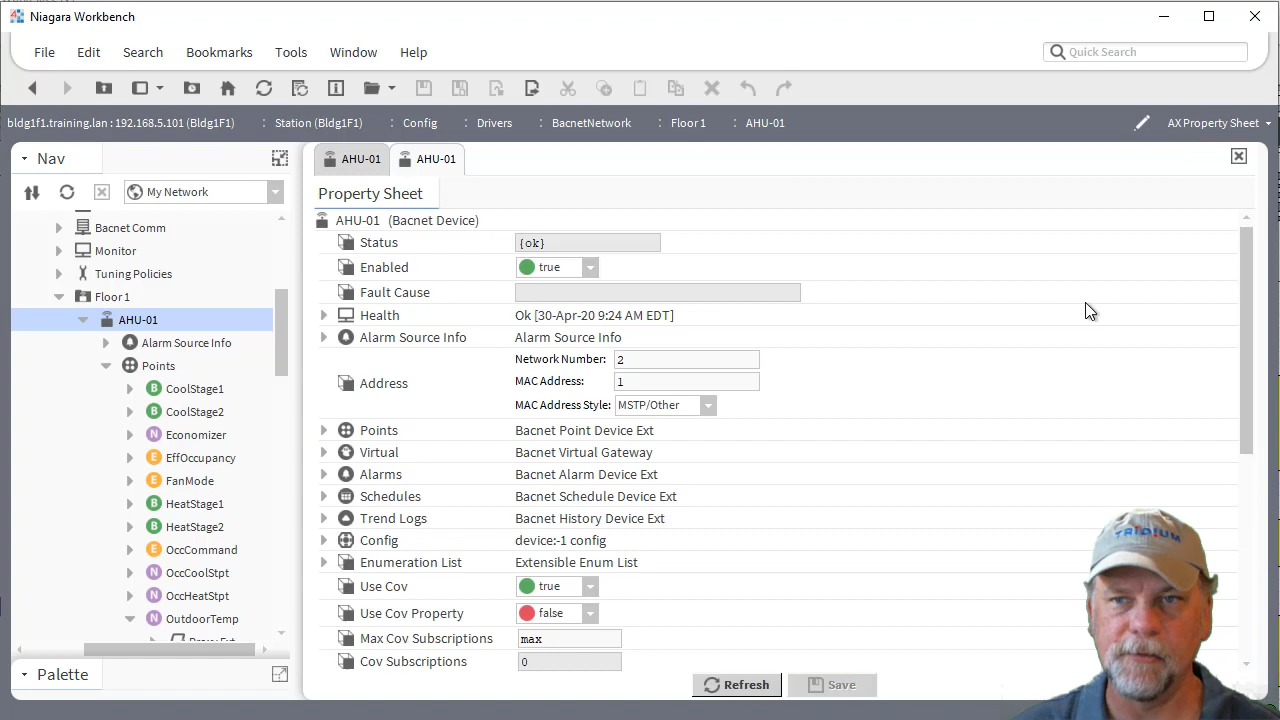 Niagara Workbench
File Edit Search Bookmarks Tools Window Help
Quick Search
bldg1f1.training.lan : 192.168.5.101 (Bldg1F1) : Station (Bldg1F1) : Config : Drivers : BacnetNetwork : Floor 1 : AHU-01
AX Property Sheet
Nav
My Network
Bacnet Comm
Monitor
Tuning Policies
Floor 1
AHU-01
Alarm Source Info
Points
B CoolStage1
B CoolStage2
N Economizer
E EffOccupancy
E FanMode
B HeatStage1
B HeatStage2
E OccCommand
N OccCoolStpt
N OccHeatStpt
N OutdoorTemp
Palette
AHU-01 AHU-01
Property Sheet
AHU-01 (Bacnet Device)
Status {ok}
Enabled true
Fault Cause
Health Ok [30-Apr-20 9:24 AM EDT]
Alarm Source Info Alarm Source Info
Network Number: 2
Address MAC Address: 1
MAC Address Style: MSTP/Other
Points Bacnet Point Device Ext
Virtual Bacnet Virtual Gateway
Alarms Bacnet Alarm Device Ext
Schedules Bacnet Schedule Device Ext
Trend Logs Bacnet History Device Ext
Config device:-1 config
Enumeration List Extensible Enum List
Use Cov true
Use Cov Property false
Max Cov Subscriptions max
Cov Subscriptions 0
Refresh Save
TRIDIUM